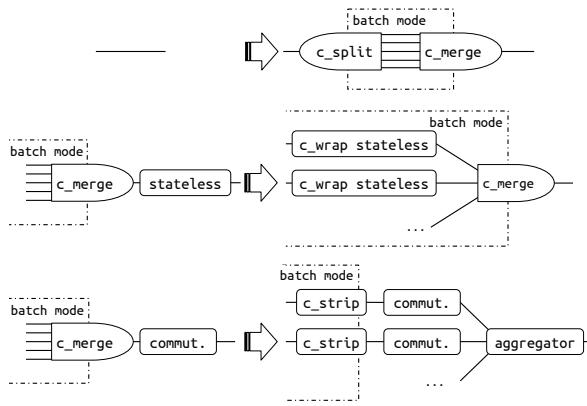 batch mode
c_split c_merge
batch mode
c_merge stateless
batch mode
c_wrap stateless
c_wrap stateless
c_merge
...
batch mode
c_merge commut.
batch mode
c_strip commut.
c_strip commut. aggregator
...